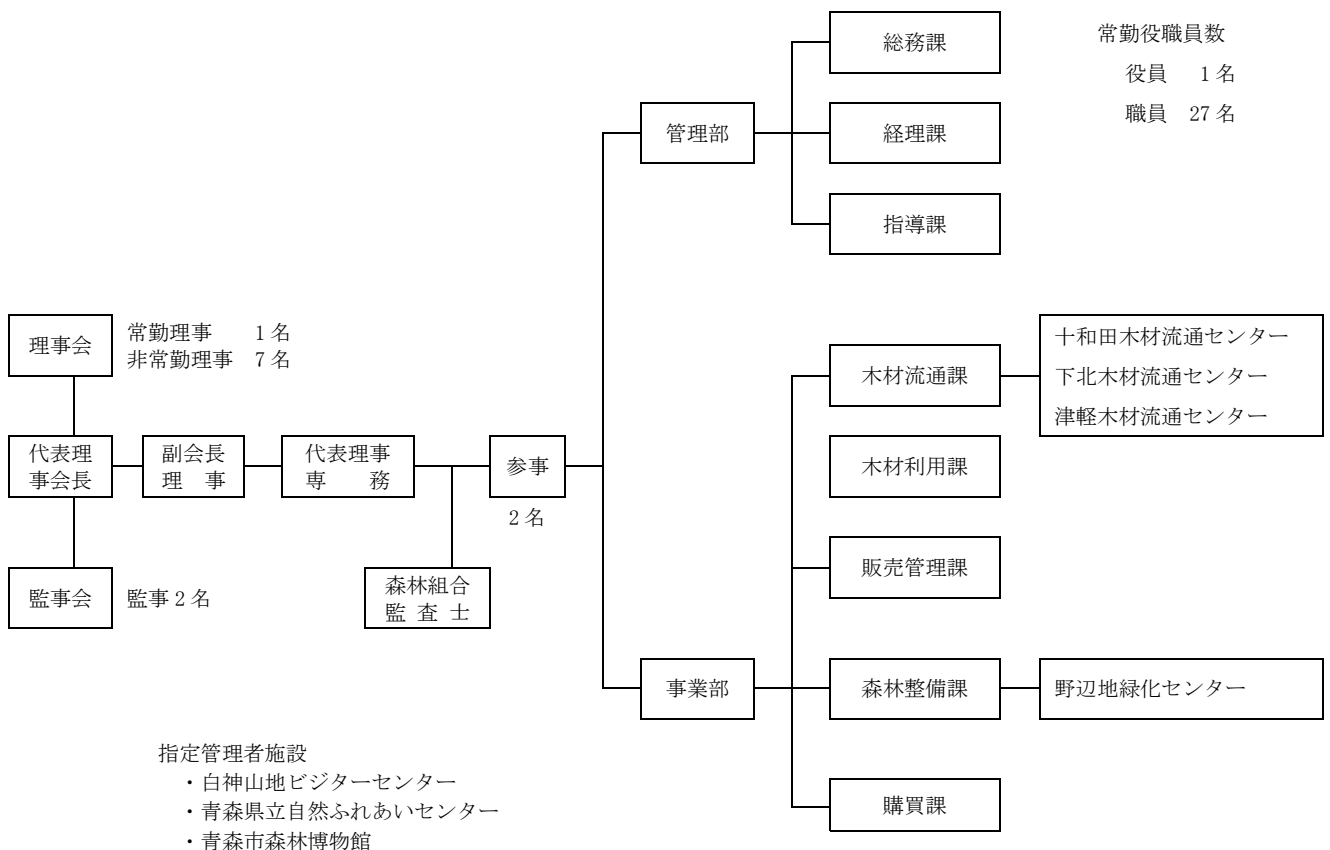 総務課
常勤役職員数
役員 1名
職員 27名
管理部
経理課
指導課
理事会
常勤理事 1名
非常勤理事 7名
木材流通課
十和田木材流通センター
下北木材流通センター
津軽木材流通センター
代表理
事会長
副会長
理 事
代表理事
専 務
参事
2名
木材利用課
販売管理課
監事会
監事2名
森林組合
監 査 士
事業部
森林整備課
野辺地緑化センター
購買課
指定管理者施設
・白神山地ビジターセンター
・青森県立自然ふれあいセンター
・青森市森林博物館